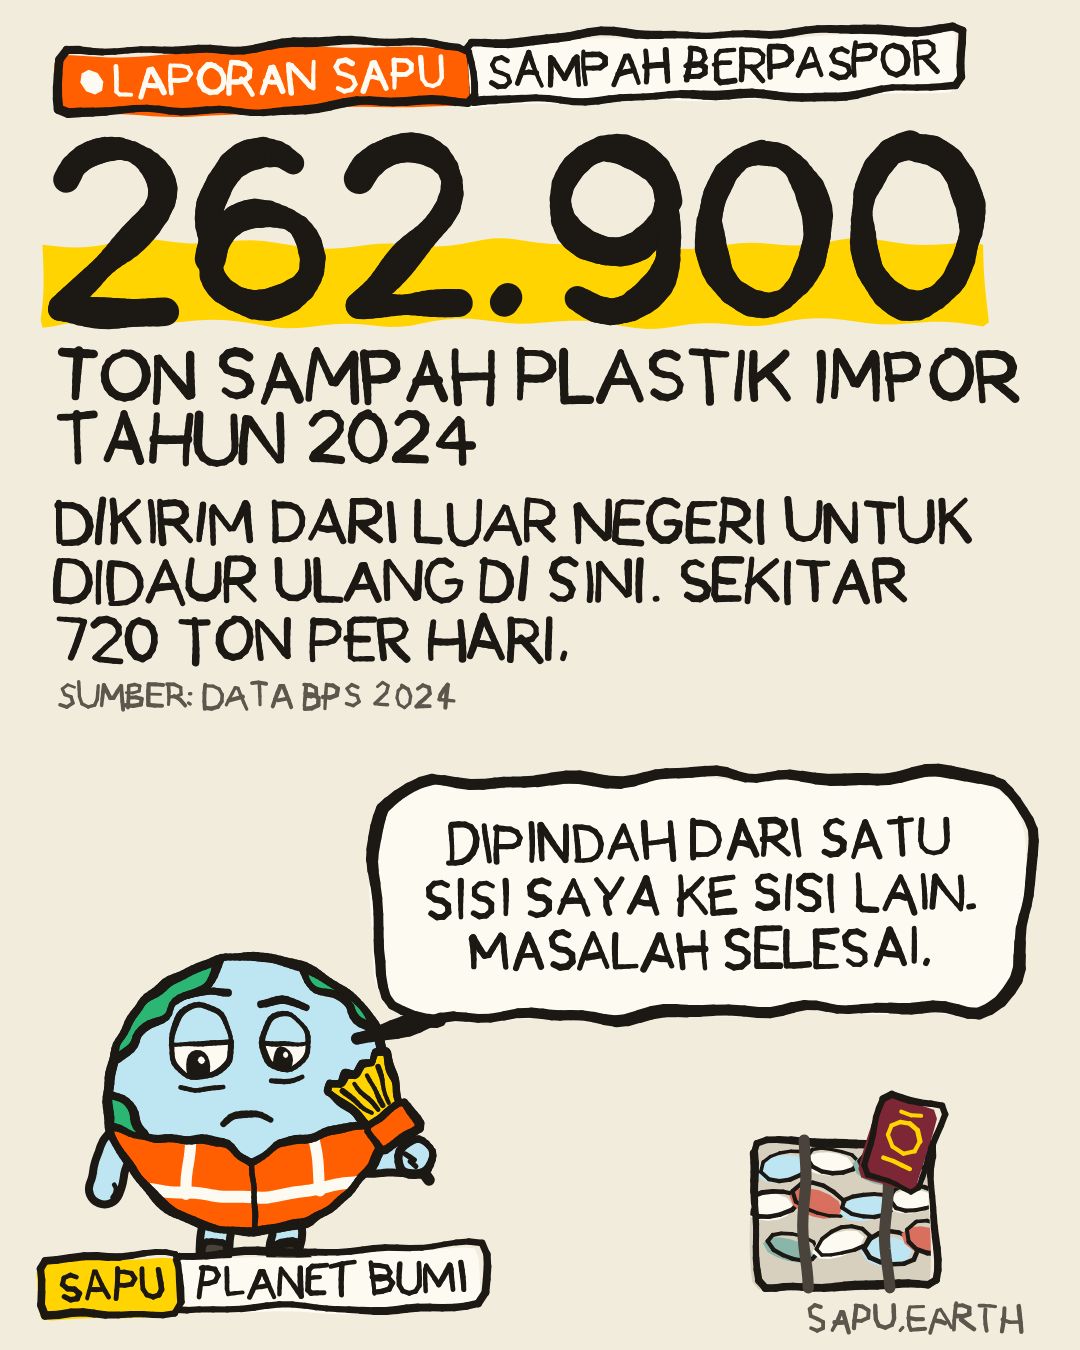 LAPORAN SAPU SAMPAH BERPASPOR
262.900
TON SAMPAH PLASTIK IMPOR
TAHUN 2024
DIKIRIM DARI LUAR NEGERI UNTUK
DIDAUR ULANG DI SINI. SEKITAR
720 TON PER HARI.
SUMBER: DATA BPS 2024
DIPINDAH DARI SATU
SISI SAYA KE SISI LAIN.
MASALAH SELESAI.
SAPU PLANET BUMI
SAPU.EARTH